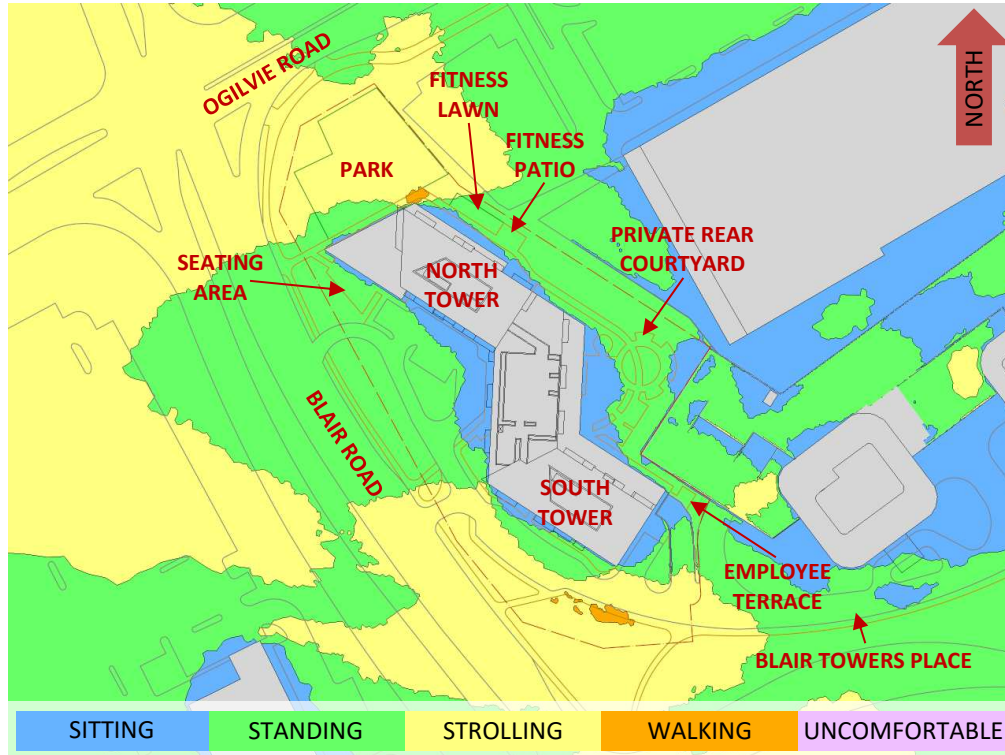 OGILVIE ROAD
NORTH
FITNESS
LAWN
FITNESS
PATIO
PARK
PRIVATE REAR
COURTYARD
SEATING
AREA
NORTH
TOWER
BLAIR ROAD
SOUTH
TOWER
EMPLOYEE
TERRACE
BLAIR TOWERS PLACE
SITTING
STANDING
STROLLING
WALKING
UNCOMFORTABLE